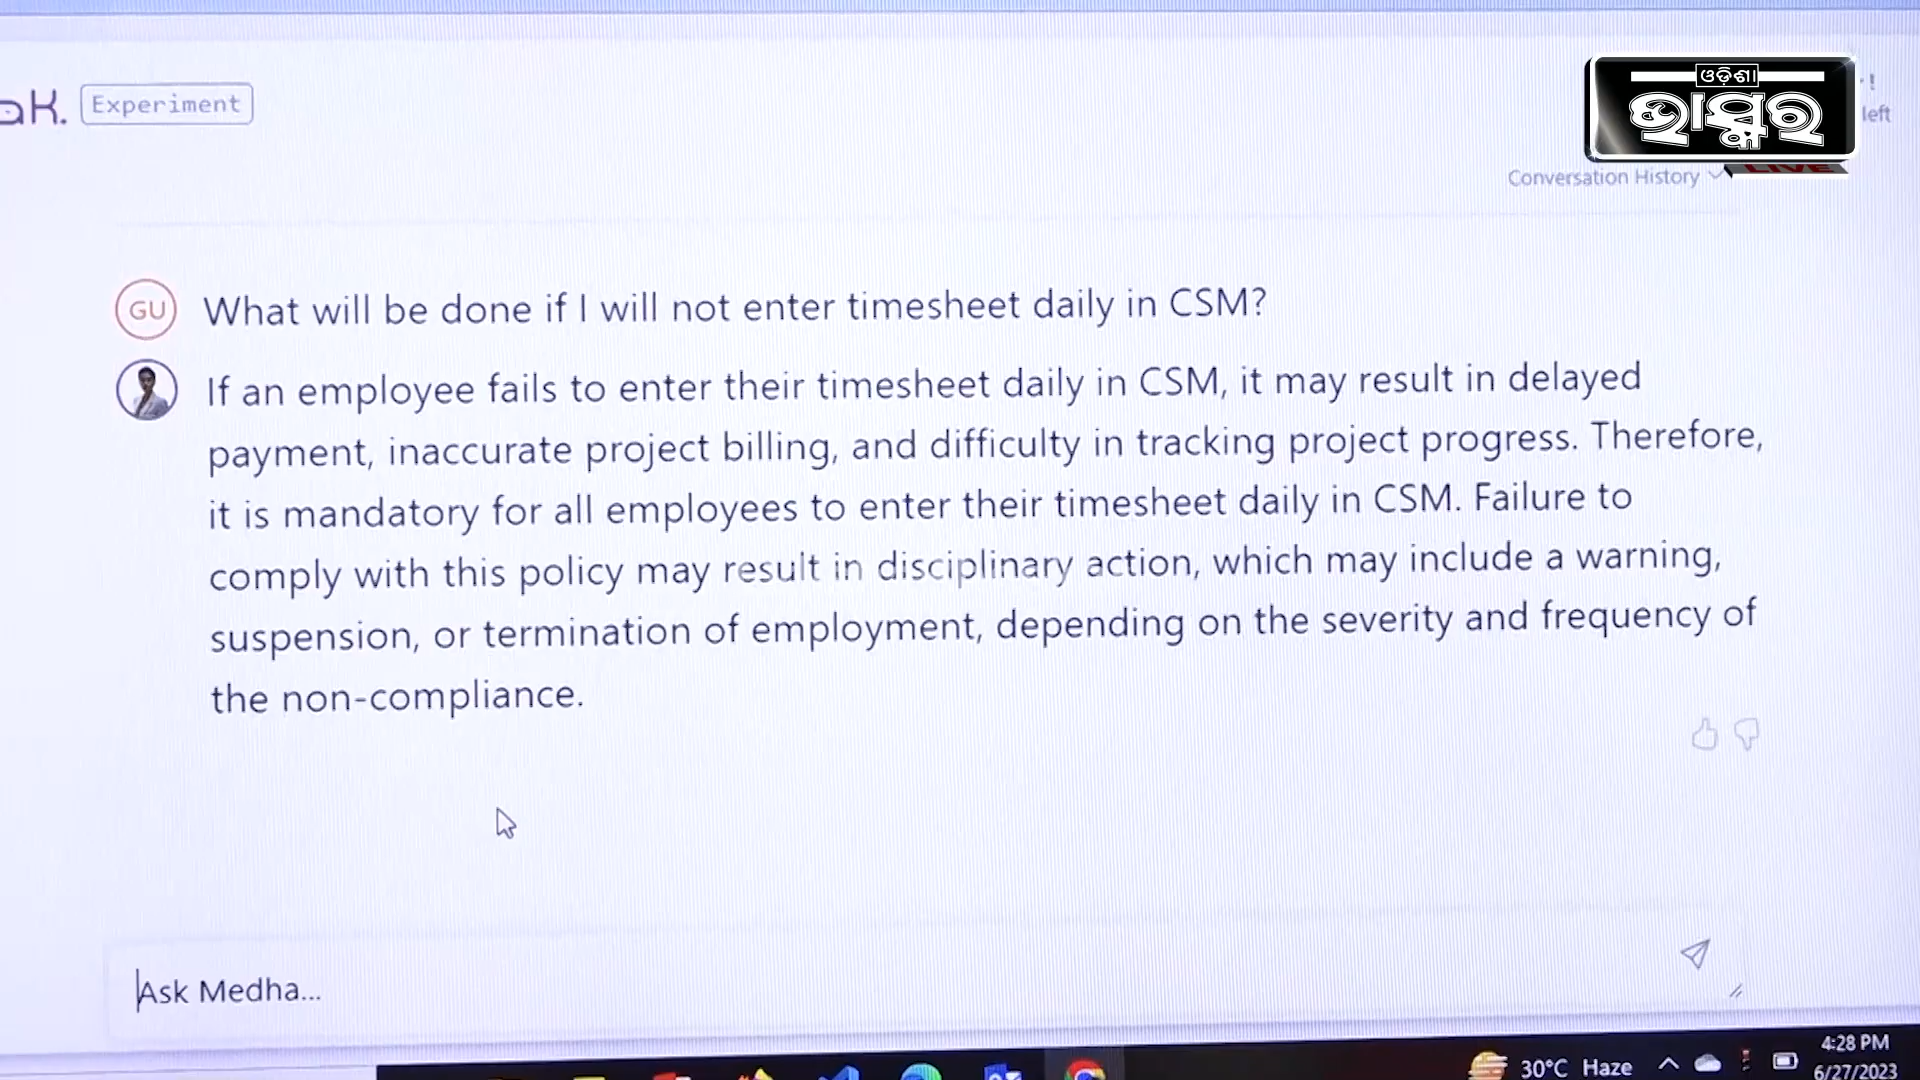 ak. Experiment
ଓଡ଼ିଶା
ଭାସ୍କର
LIVE
left
Conversation History
GU What will be done if I will not enter timesheet daily in CSM?
If an employee fails to enter their timesheet daily in CSM, it may result in delayed
payment, inaccurate project billing, and difficulty in tracking project progress. Therefore,
it is mandatory for all employees to enter their timesheet daily in CSM. Failure to
comply with this policy may result in disciplinary action, which may include a warning,
suspension, or termination of employment, depending on the severity and frequency of
the non-compliance.
Ask Medha...
30°C Haze
4:28 PM
6/27/2023